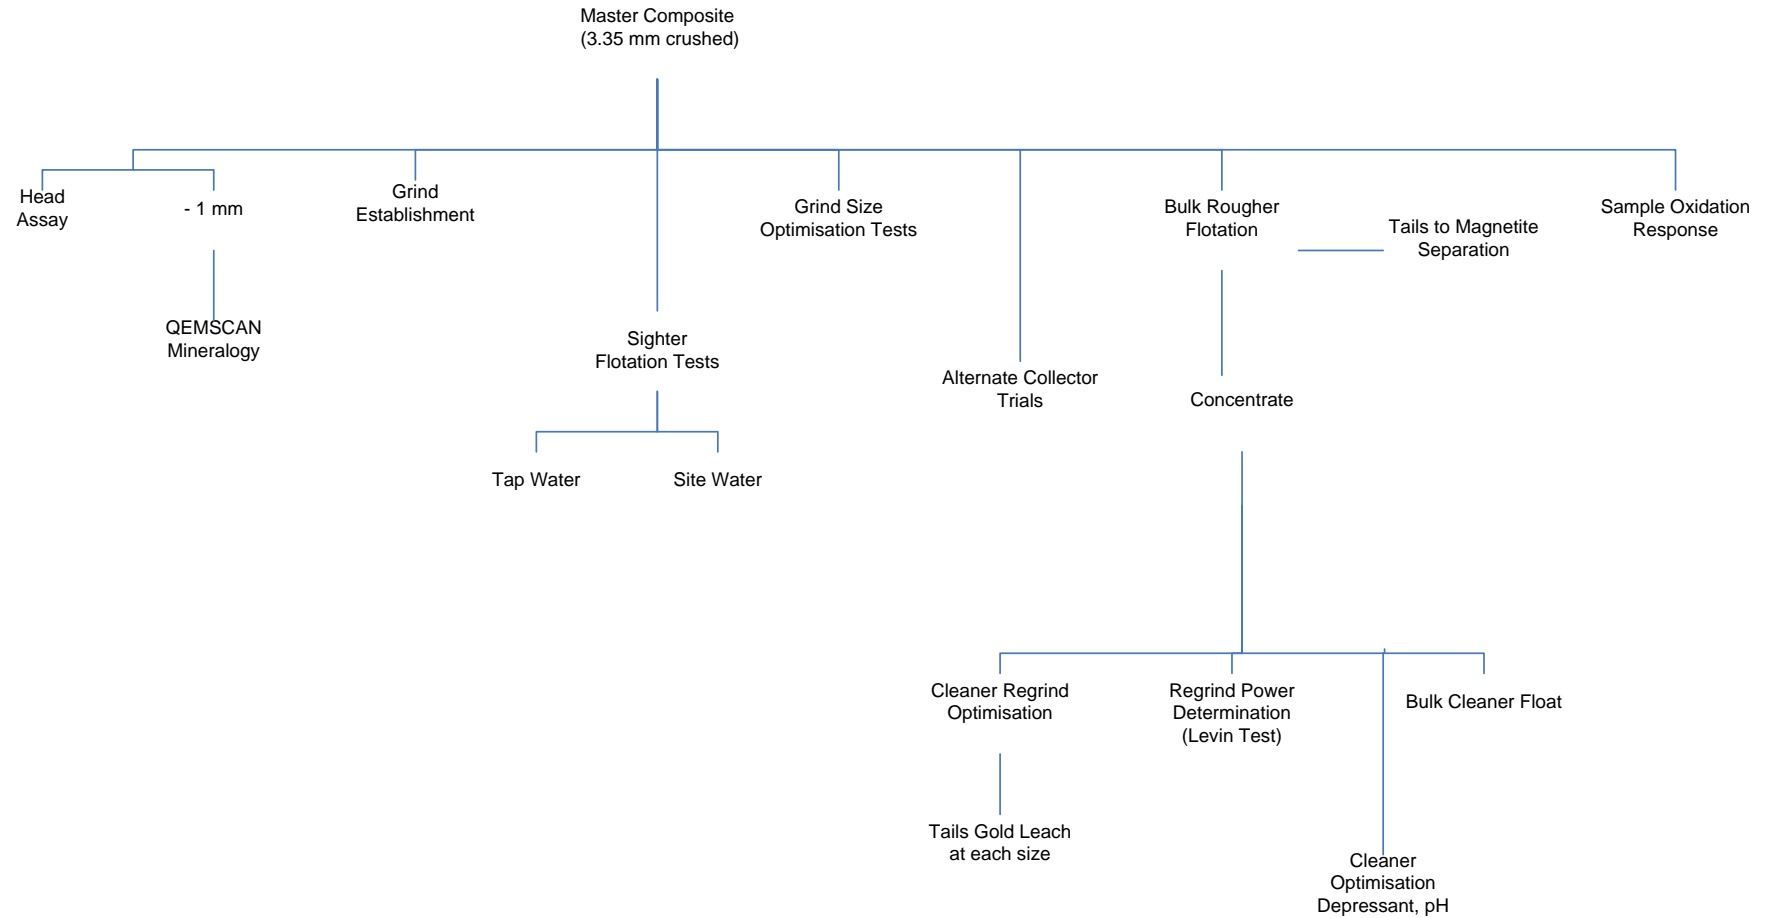 Master Composite
(3.35 mm crushed)
Head
Assay
- 1 mm
Grind
Establishment
Grind Size
Optimisation Tests
Bulk Rougher
Flotation
Tails to Magnetite
Separation
Sample Oxidation
Response
QEMSCAN
Mineralogy
Sighter
Flotation Tests
Alternate Collector
Trials
Concentrate
Tap Water
Site Water
Cleaner Regrind
Optimisation
Regrind Power
Determination
(Levin Test)
Bulk Cleaner Float
Tails Gold Leach
at each size
Cleaner
Optimisation
Depressant, pH